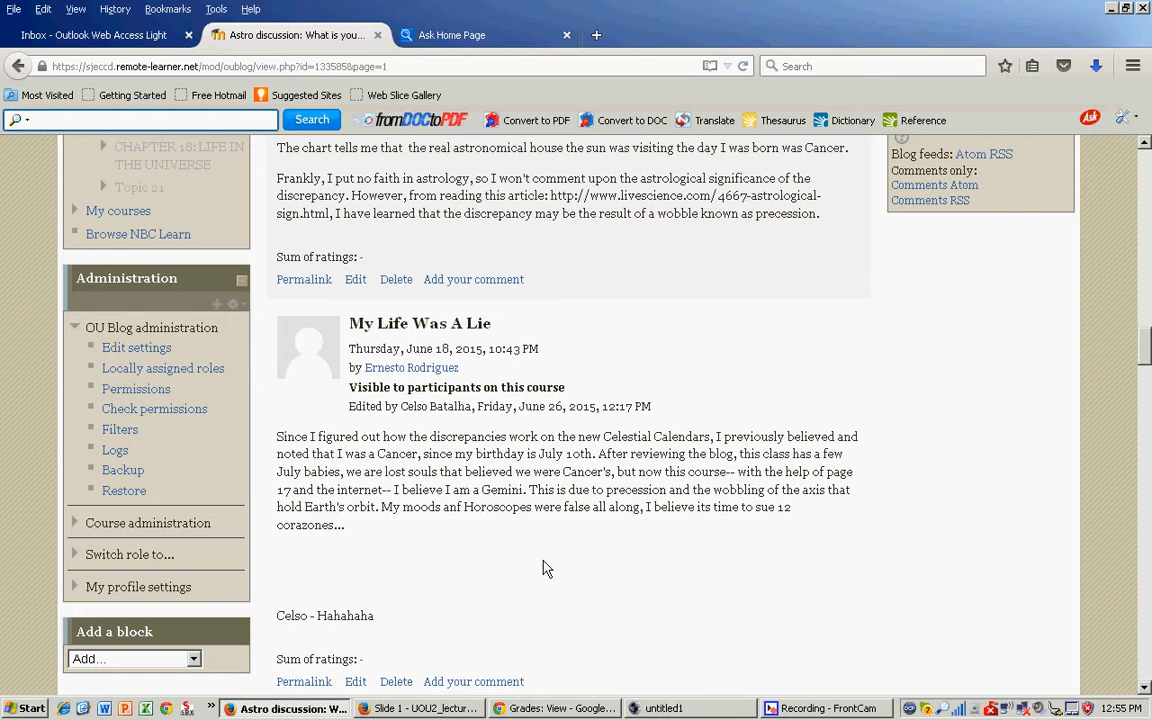 File Edit View History Bookmarks Tools Help
Inbox - Outlook Web Access Light
Astro discussion: What is you...
Ask Home Page
https://sjeccd.remote-learner.net/mod/oublog/view.php?id=133585&page=1
Search
Most Visited Getting Started Free Hotmail Suggested Sites Web Slice Gallery
Search fromDOCtoPDF Convert to PDF Convert to DOC Translate Thesaurus Dictionary Reference Ask
CHAPTER 18: LIFE IN
THE UNIVERSE
Topic 21
My courses
Browse NBC Learn
Administration
OU Blog administration
Edit settings
Locally assigned roles
Permissions
Check permissions
Filters
Logs
Backup
Restore
Course administration
Switch role to...
My profile settings
Add a block
Add...
The chart tells me that the real astronomical house the sun was visiting the day I was born was Cancer.
Frankly, I put no faith in astrology, so I won't comment upon the astrological significance of the
discrepancy. However, from reading this article: http://www.livescience.com/4667-astrological-
sign.html, I have learned that the discrepancy may be the result of a wobble known as precession.
Sum of ratings: -
Permalink Edit Delete Add your comment
My Life Was A Lie
Thursday, June 18, 2015, 10:43 PM
by Ernesto Rodriguez
Visible to participants on this course
Edited by Celso Batalha, Friday, June 26, 2015, 12:17 PM
Since I figured out how the discrepancies work on the new Celestial Calendars, I previously believed and
noted that I was a Cancer, since my birthday is July 10th. After reviewing the blog, this class has a few
July babies, we are lost souls that believed we were Cancer's, but now this course-- with the help of page
17 and the internet-- I believe I am a Gemini. This is due to precession and the wobbling of the axis that
hold Earth's orbit. My moods anf Horoscopes were false all along, I believe its time to sue 12
corazones...
Celso - Hahahaha
Sum of ratings: -
Permalink Edit Delete Add your comment
Blog feeds: Atom RSS
Comments only:
Comments Atom
Comments RSS
Start
Astro discussion: W...
Slide 1 - UOU2_lectur...
Grades: View - Google...
untitled1
Recording - FrontCam
12:55 PM